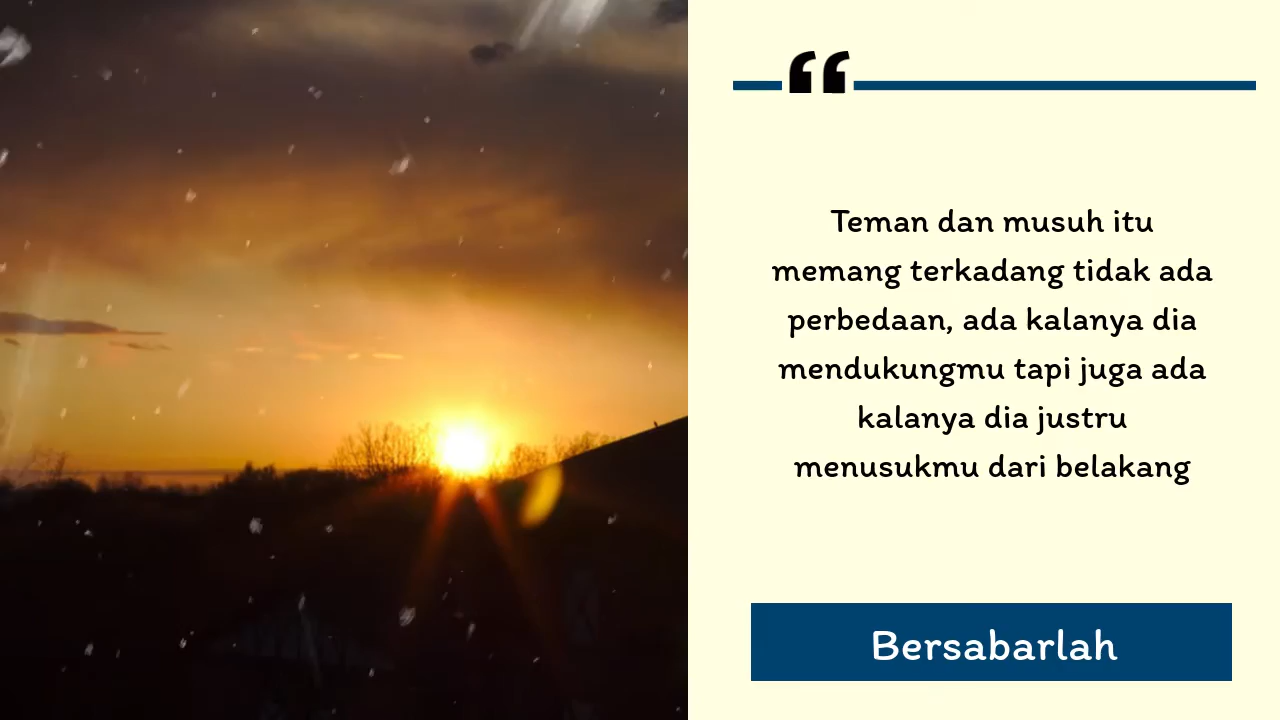 “
Teman dan musuh itu
memang terkadang tidak ada
perbedaan, ada kalanya dia
mendukungmu tapi juga ada
kalanya dia justru
menusukmu dari belakang
Bersabarlah